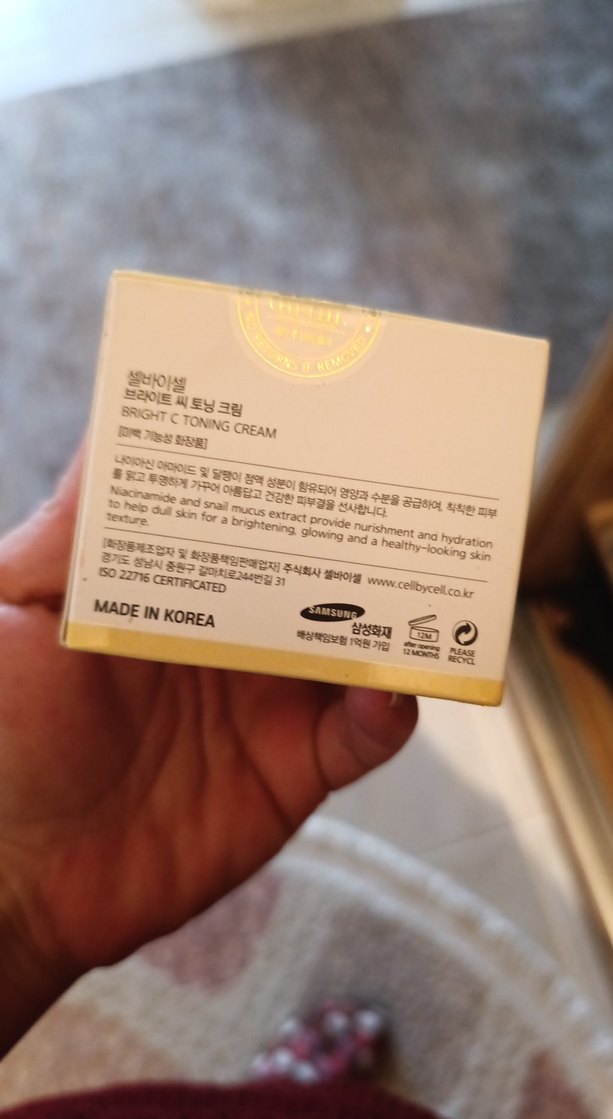 RETURNS IF REMOVED
셀바이셀
브라이트 씨 토닝 크림
BRIGHT C TONING CREAM
[미백 기능성 화장품]
나이아신 아마이드 및 달팽이 점액 성분이 함유되어 영양과 수분을 공급하여, 칙칙한 피부
를 맑고 투명하게 가꾸어 아름답고 건강한 피부결을 선사합니다.
Niacinamide and snail mucus extract provide nurishment and hydration
to help dull skin for a brightening, glowing and a healthy-looking skin
texture.
[화장품제조업자 및 화장품책임판매업자] 주식회사 셀바이셀 www.cellbycell.co.kr
경기도 성남시 중원구 갈마치로244번길 31
ISO 22716 CERTIFICATED
MADE IN KOREA
SAMSUNG
삼성화재
배상책임보험 1억원 가입
12M
after opening
12 MONTHS
PLEASE
RECYCL